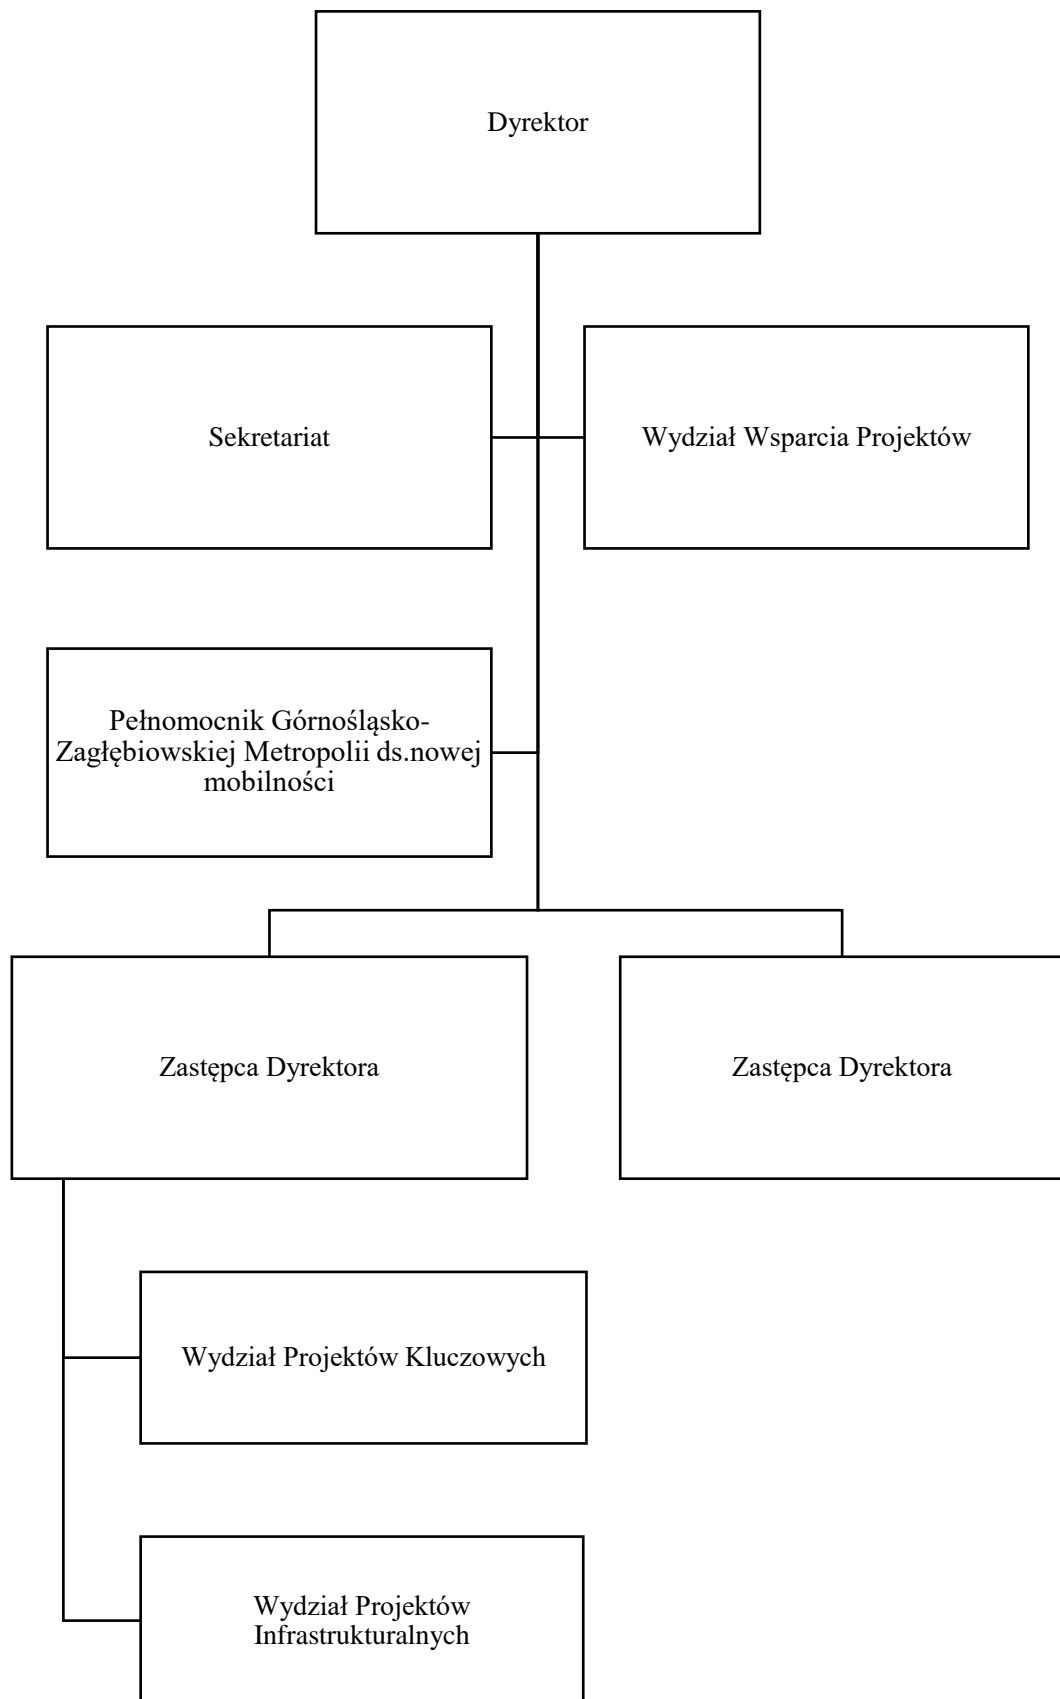 Dyrektor
Sekretariat
Wydział Wsparcia Projektów
Pełnomocnik Górnośląsko-
Zagłębiowskiej Metropolii ds.nowej
mobilności
Zastępca Dyrektora
Zastępca Dyrektora
Wydział Projektów Kluczowych
Wydział Projektów
Infrastrukturalnych